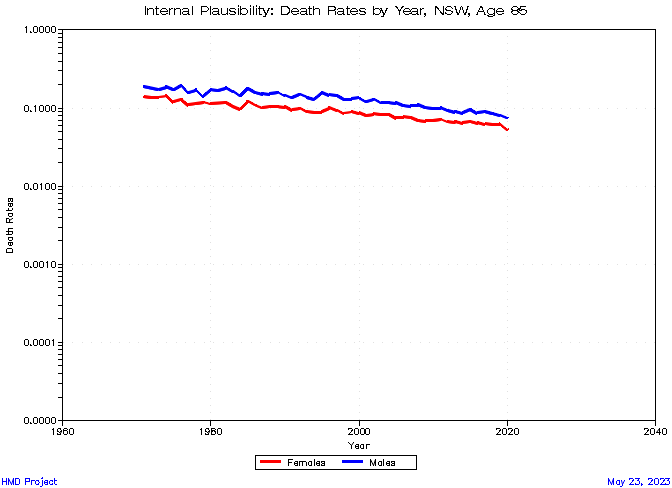 Internal Plausibility: Death Rates by Year, NSW, Age 85
1.0000
0.1000
0.0100
0.0010
0.0001
0.0000
Death Rates
1960
1980
2000
2020
2040
Year
Females
Males
HMD Project
May 23, 2023